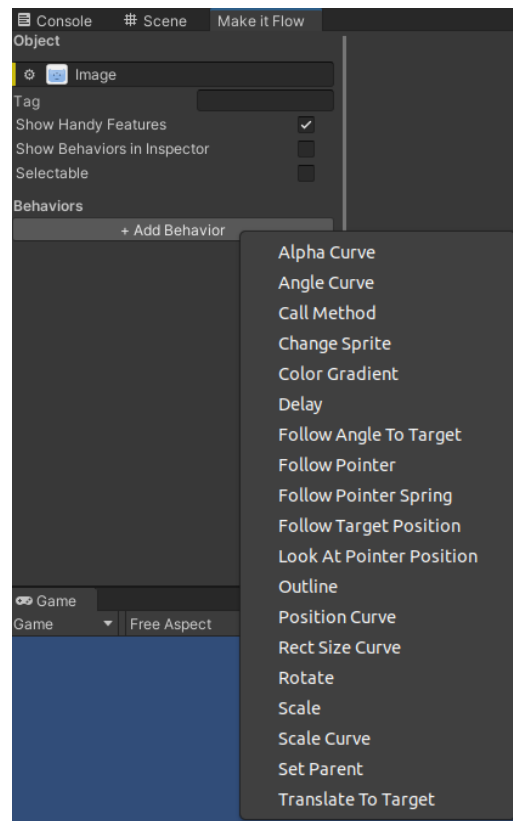 Console Scene Make it Flow
Object
Image
Tag
Show Handy Features
Show Behaviors in Inspector
Selectable
Behaviors
+ Add Behavior
Alpha Curve
Angle Curve
Call Method
Change Sprite
Color Gradient
Delay
Follow Angle To Target
Follow Pointer
Follow Pointer Spring
Follow Target Position
Look At Pointer Position
Outline
Position Curve
Rect Size Curve
Rotate
Scale
Scale Curve
Set Parent
Translate To Target
Game
Game Free Aspect